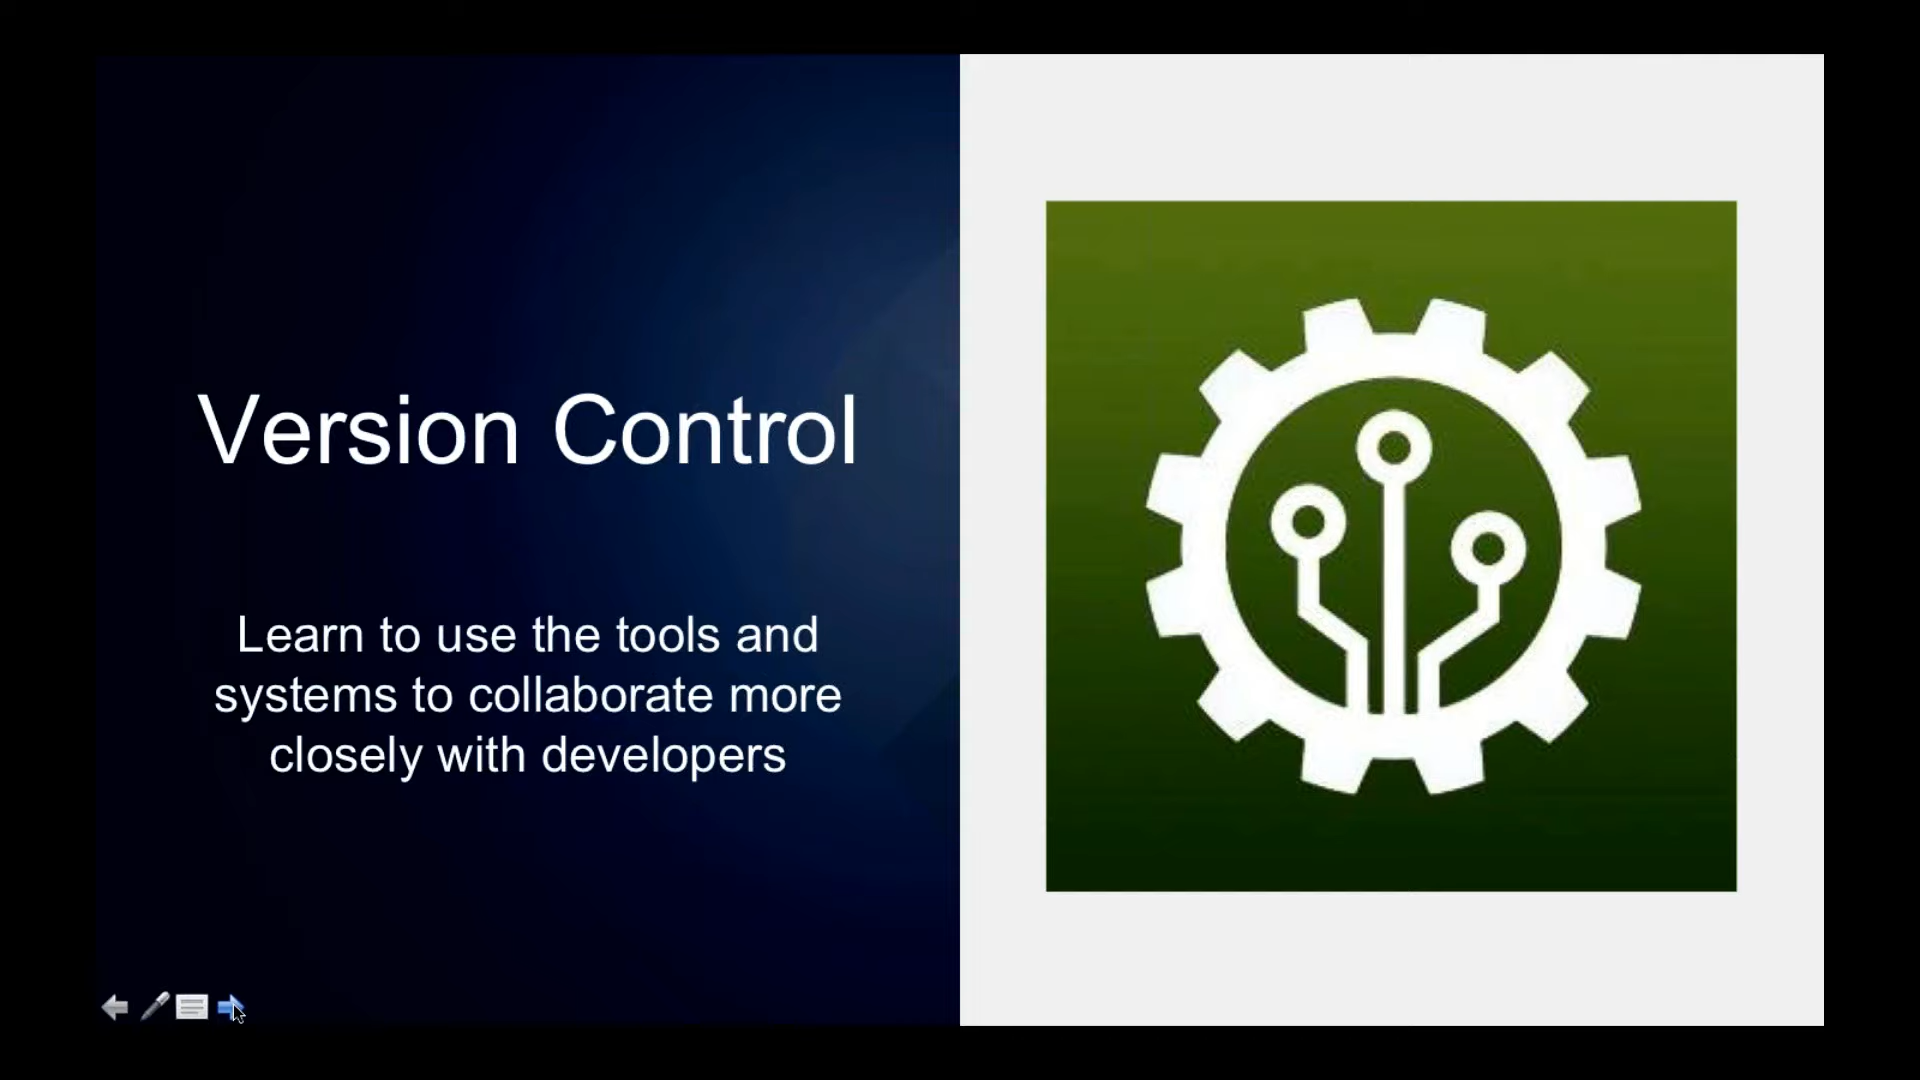 Version Control
Learn to use the tools and
systems to collaborate more
closely with developers